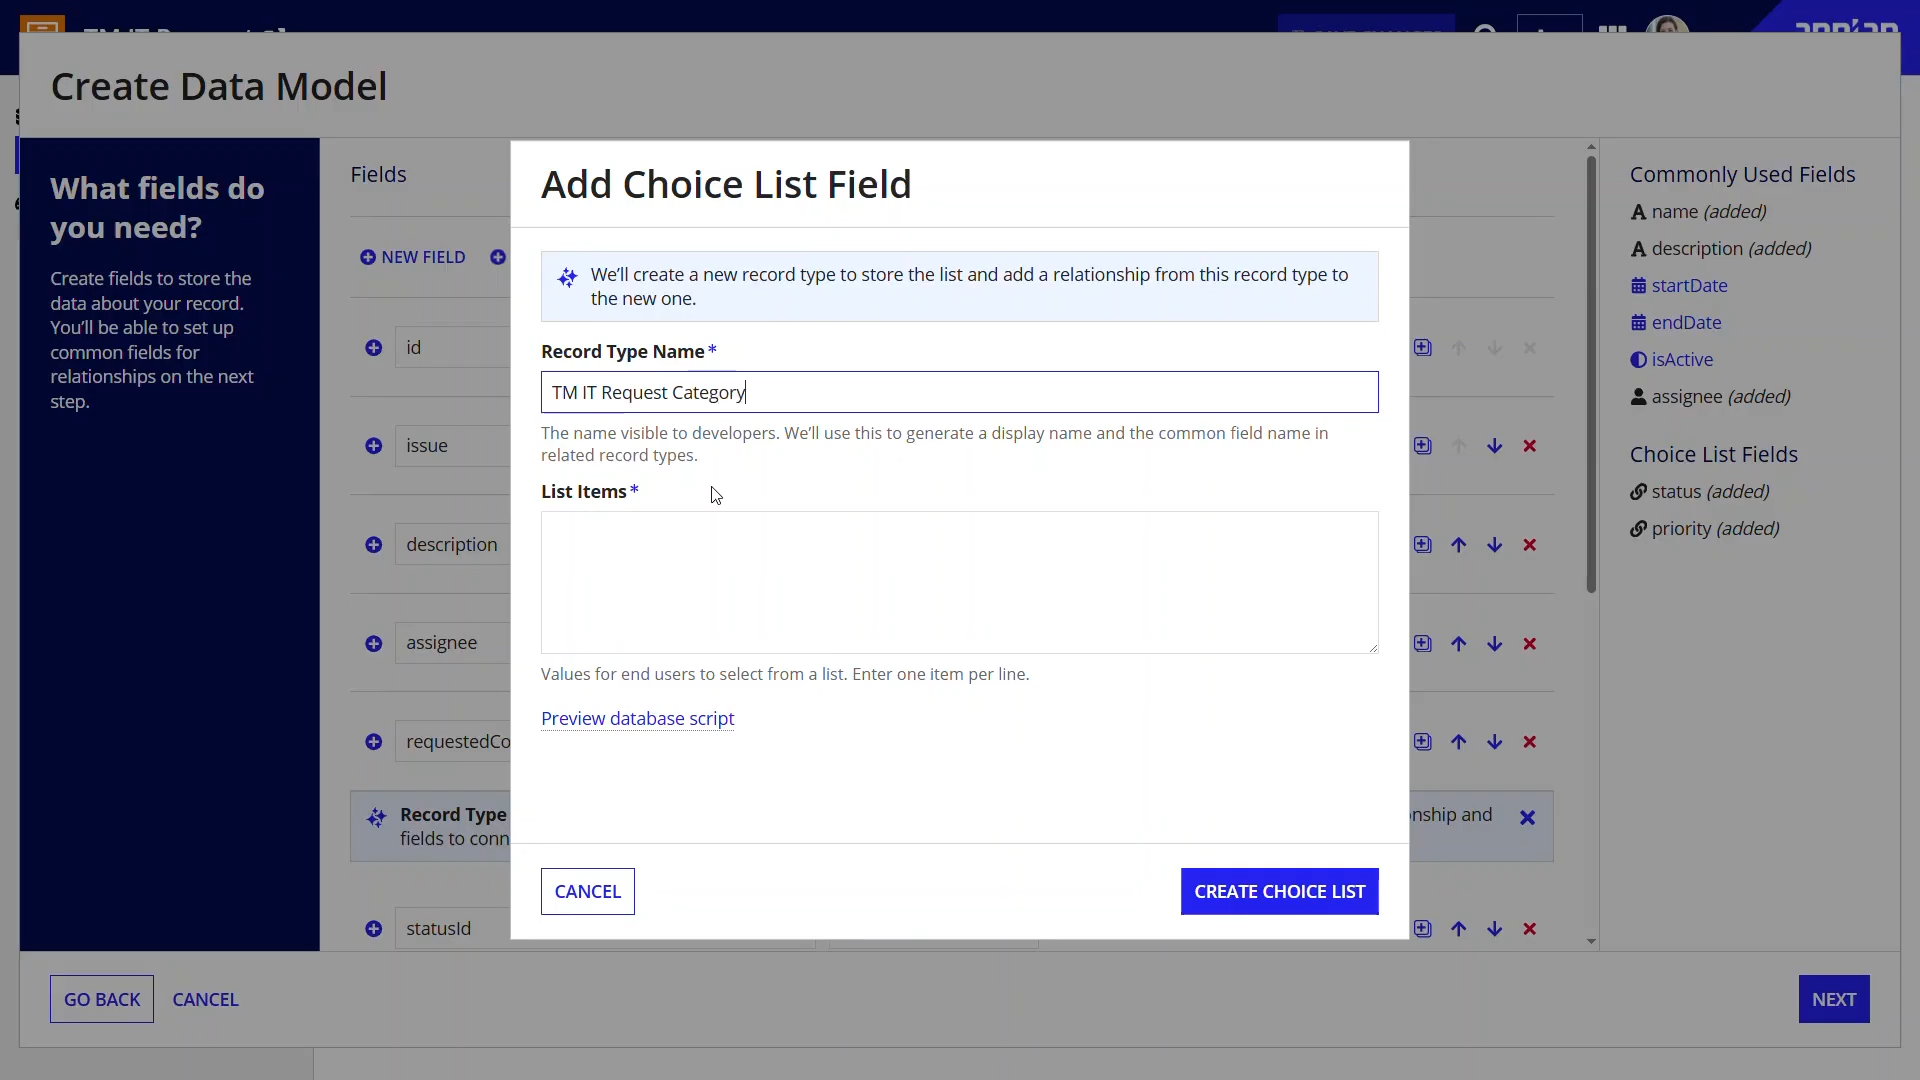 Create Data Model
What fields do
you need?
Create fields to store the
data about your record.
You'll be able to set up
common fields for
relationships on the next
step.
Fields
NEW FIELD
id
issue
description
assignee
requestedCo
Record Type
fields to conn
onship and
statusId
Add Choice List Field
We'll create a new record type to store the list and add a relationship from this record type to
the new one.
Record Type Name*
TM IT Request Category
The name visible to developers. We'll use this to generate a display name and the common field name in
related record types.
List Items*
Values for end users to select from a list. Enter one item per line.
Preview database script
CANCEL
CREATE CHOICE LIST
Commonly Used Fields
name (added)
description (added)
startDate
endDate
isActive
assignee (added)
Choice List Fields
status (added)
priority (added)
GO BACK
CANCEL
NEXT